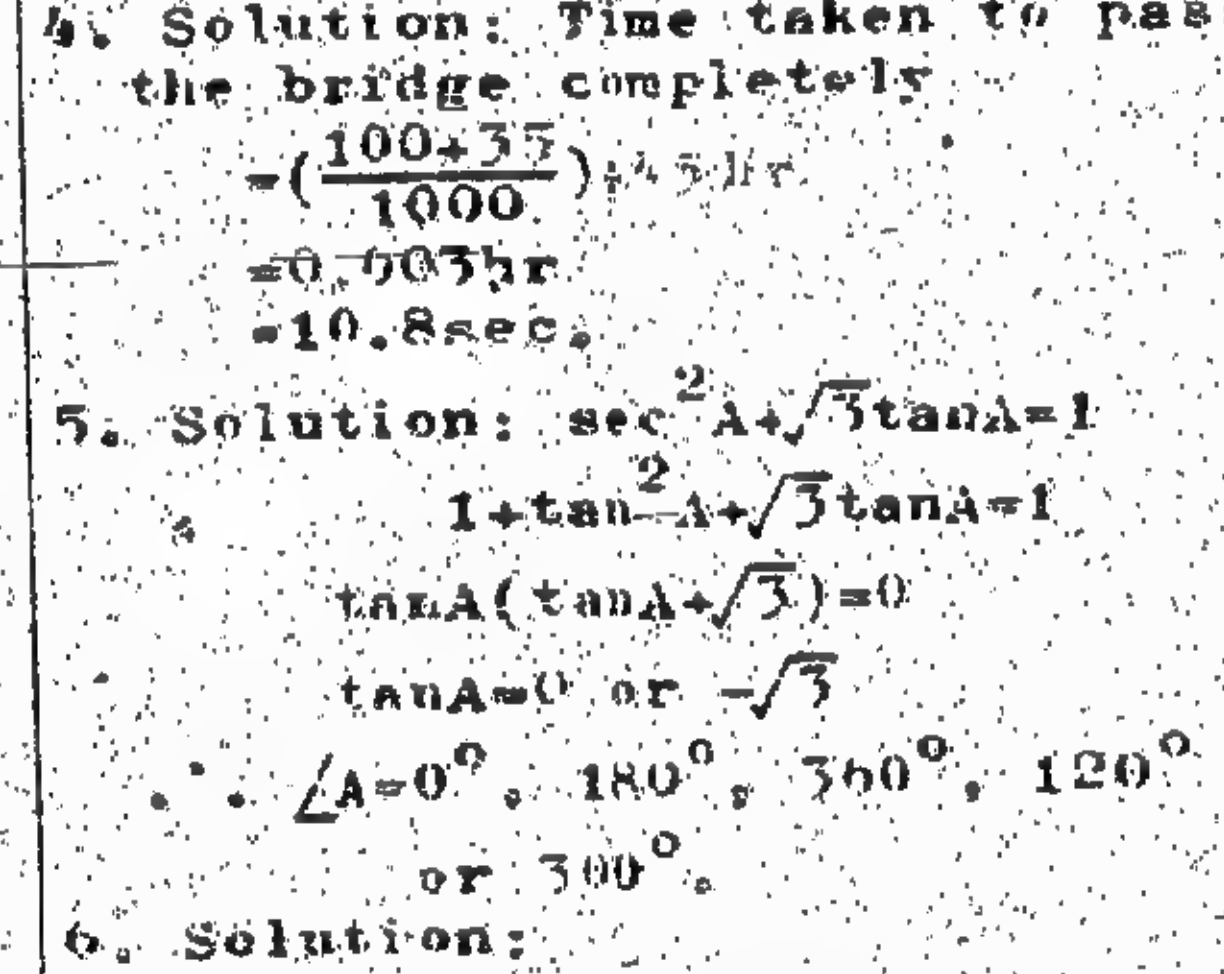 4. Solution: Time taken to pas
the bridge completely
=(100+35/1000)÷45 hr.
=0.003hr
=10.8sec.
5. Solution: sec²A+√3tanA=1
1+tan²A+√3tanA=1
tanA(tanA+√3)=0
tanA=0 or -√3
∴ ∠A=0°, 180°, 360°, 120°
or 300°.
6. Solution: